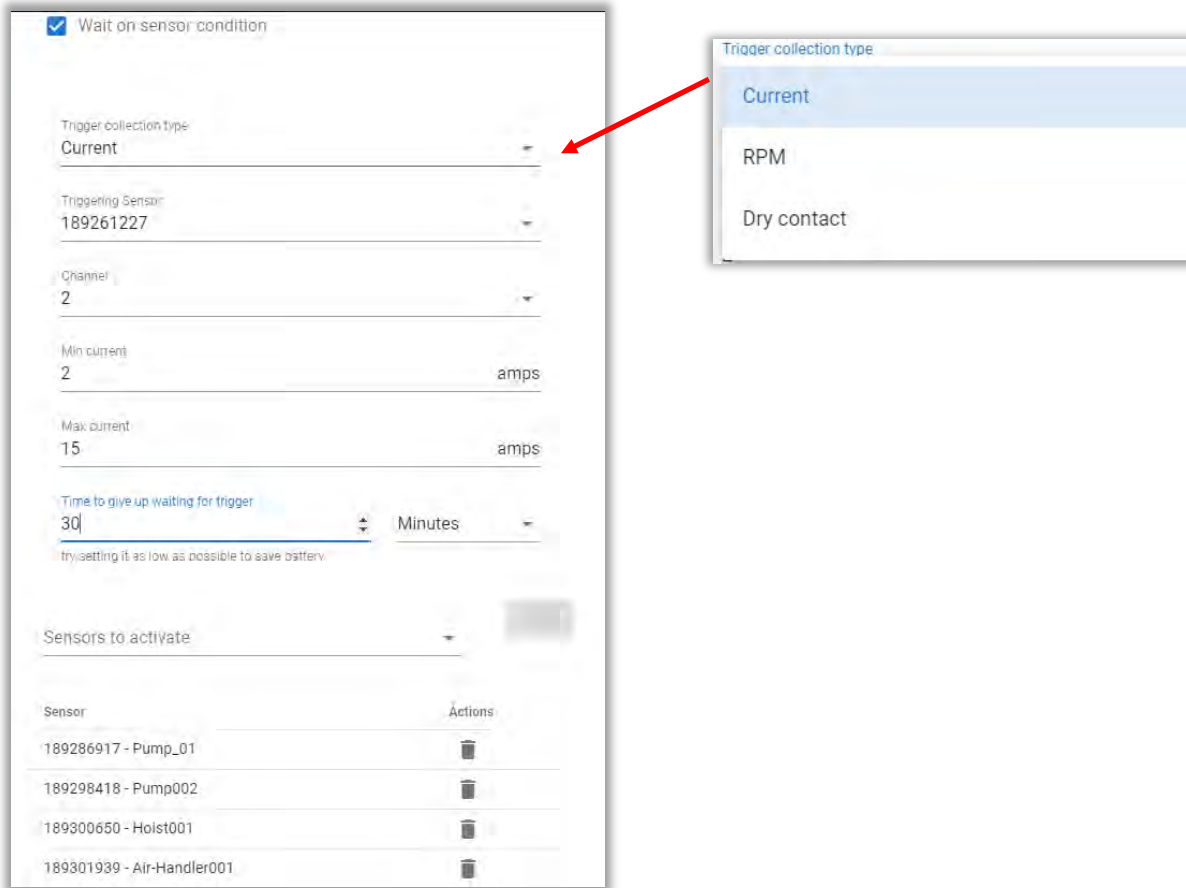 Wait on sensor condition
Trigger collection type
Current
Triggering Sensor
189261227
Channel
2
Min current
2 amps
Max current
15 amps
Time to give up waiting for trigger
30 Minutes
try setting it as low as possible to save battery
Sensors to activate
Sensor Actions
189286917 - Pump_01
189298418 - Pump002
189300650 - Hoist001
189301939 - Air-Handler001
Trigger collection type
Current
RPM
Dry contact